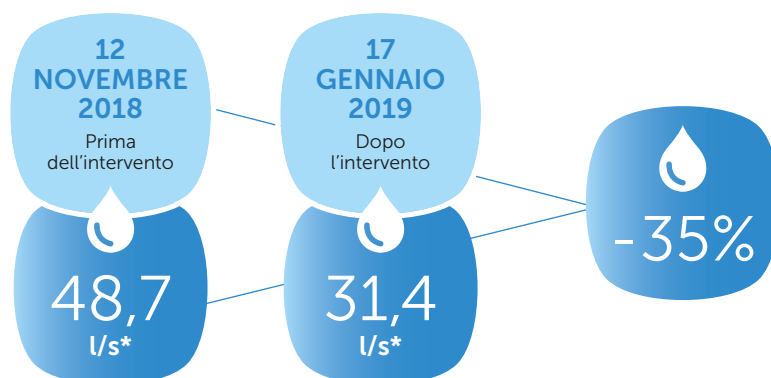 12
NOVEMBRE
2018
Prima
dell'intervento
48,7
l/s*
17
GENNAIO
2019
Dopo
l'intervento
31,4
l/s*
-35%